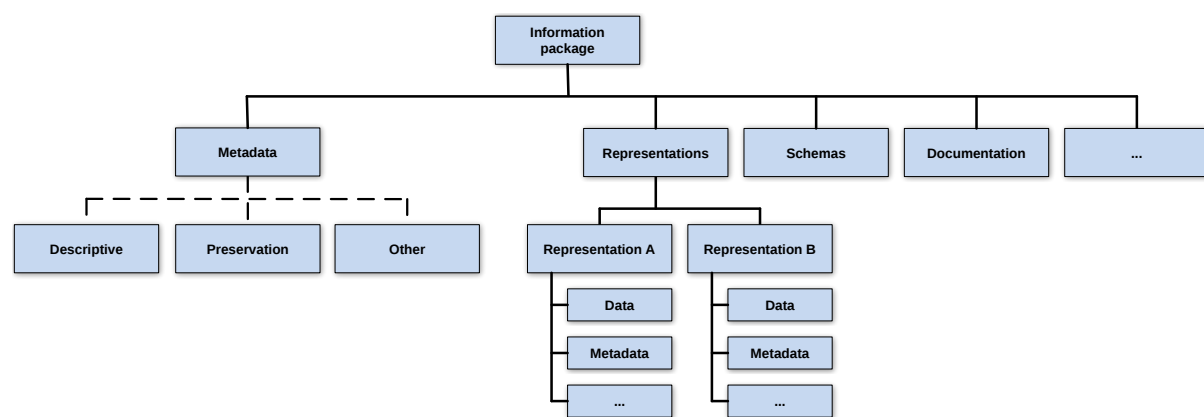 Information
package
Metadata
Representations
Schemas
Documentation
...
Descriptive
Preservation
Other
Representation A
Representation B
Data
Data
Metadata
Metadata
...
...